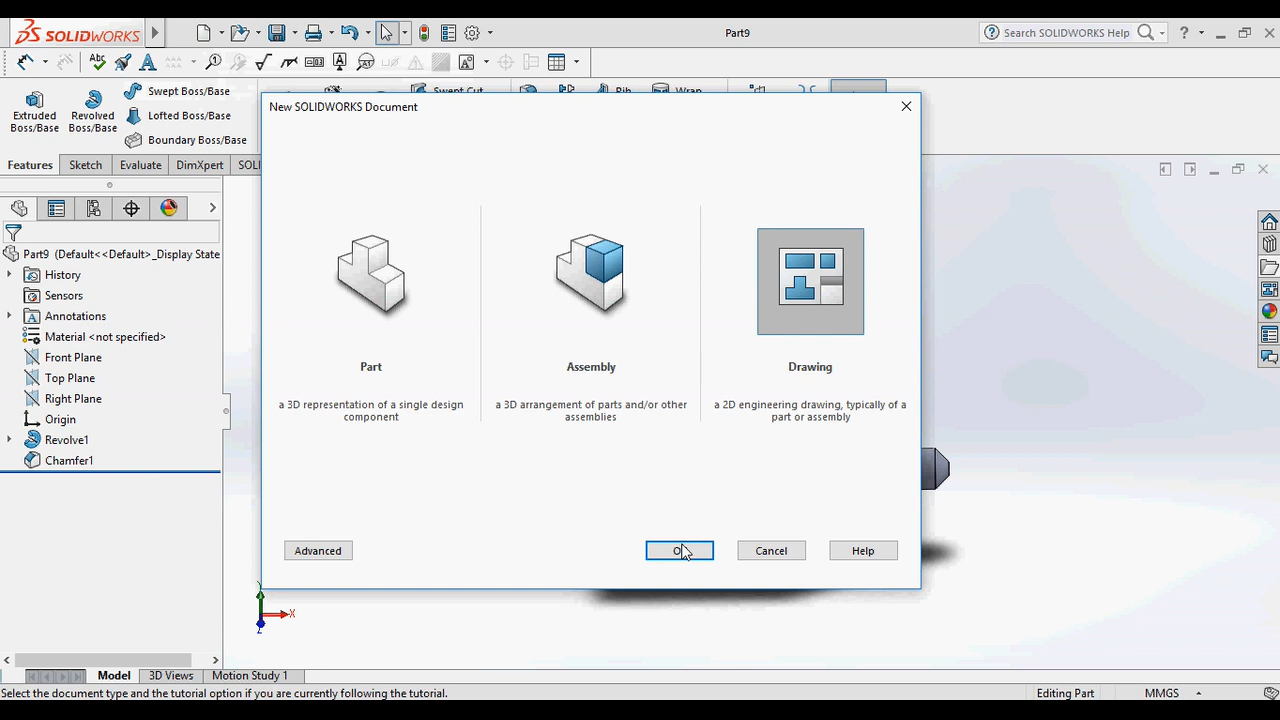 SOLIDWORKS
Part9
Search SOLIDWORKS Help
?
Abc
A
Extruded
Boss/Base
Revolved
Boss/Base
Swept Boss/Base
Lofted Boss/Base
Boundary Boss/Base
Swept Cut
Rib
Wrap
Features
Sketch
Evaluate
DimXpert
SOLI
New SOLIDWORKS Document
Part
a 3D representation of a single design
component
Assembly
a 3D arrangement of parts and/or other
assemblies
Drawing
a 2D engineering drawing, typically of a
part or assembly
Advanced
Cancel
Help
Part9 (Default<<Default>_Display State
History
Sensors
Annotations
Material <not specified>
Front Plane
Top Plane
Right Plane
Origin
Revolve1
Chamfer1
X
Model
3D Views
Motion Study 1
Select the document type and the tutorial option if you are currently following the tutorial.
Editing Part
MMGS